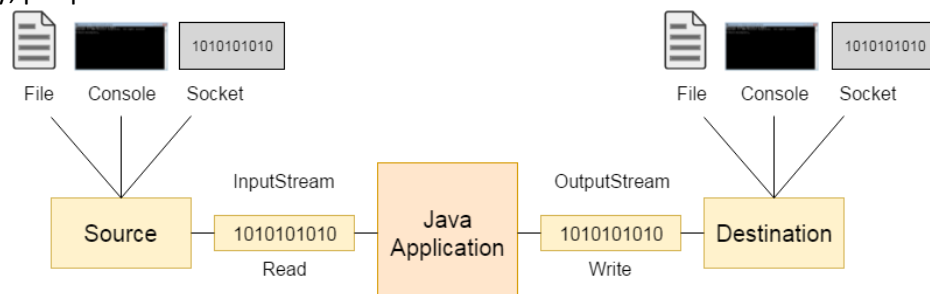 1010101010
1010101010
File Console Socket
File Console Socket
InputStream
OutputStream
Source
1010101010
Java
Application
1010101010
Destination
Read
Write